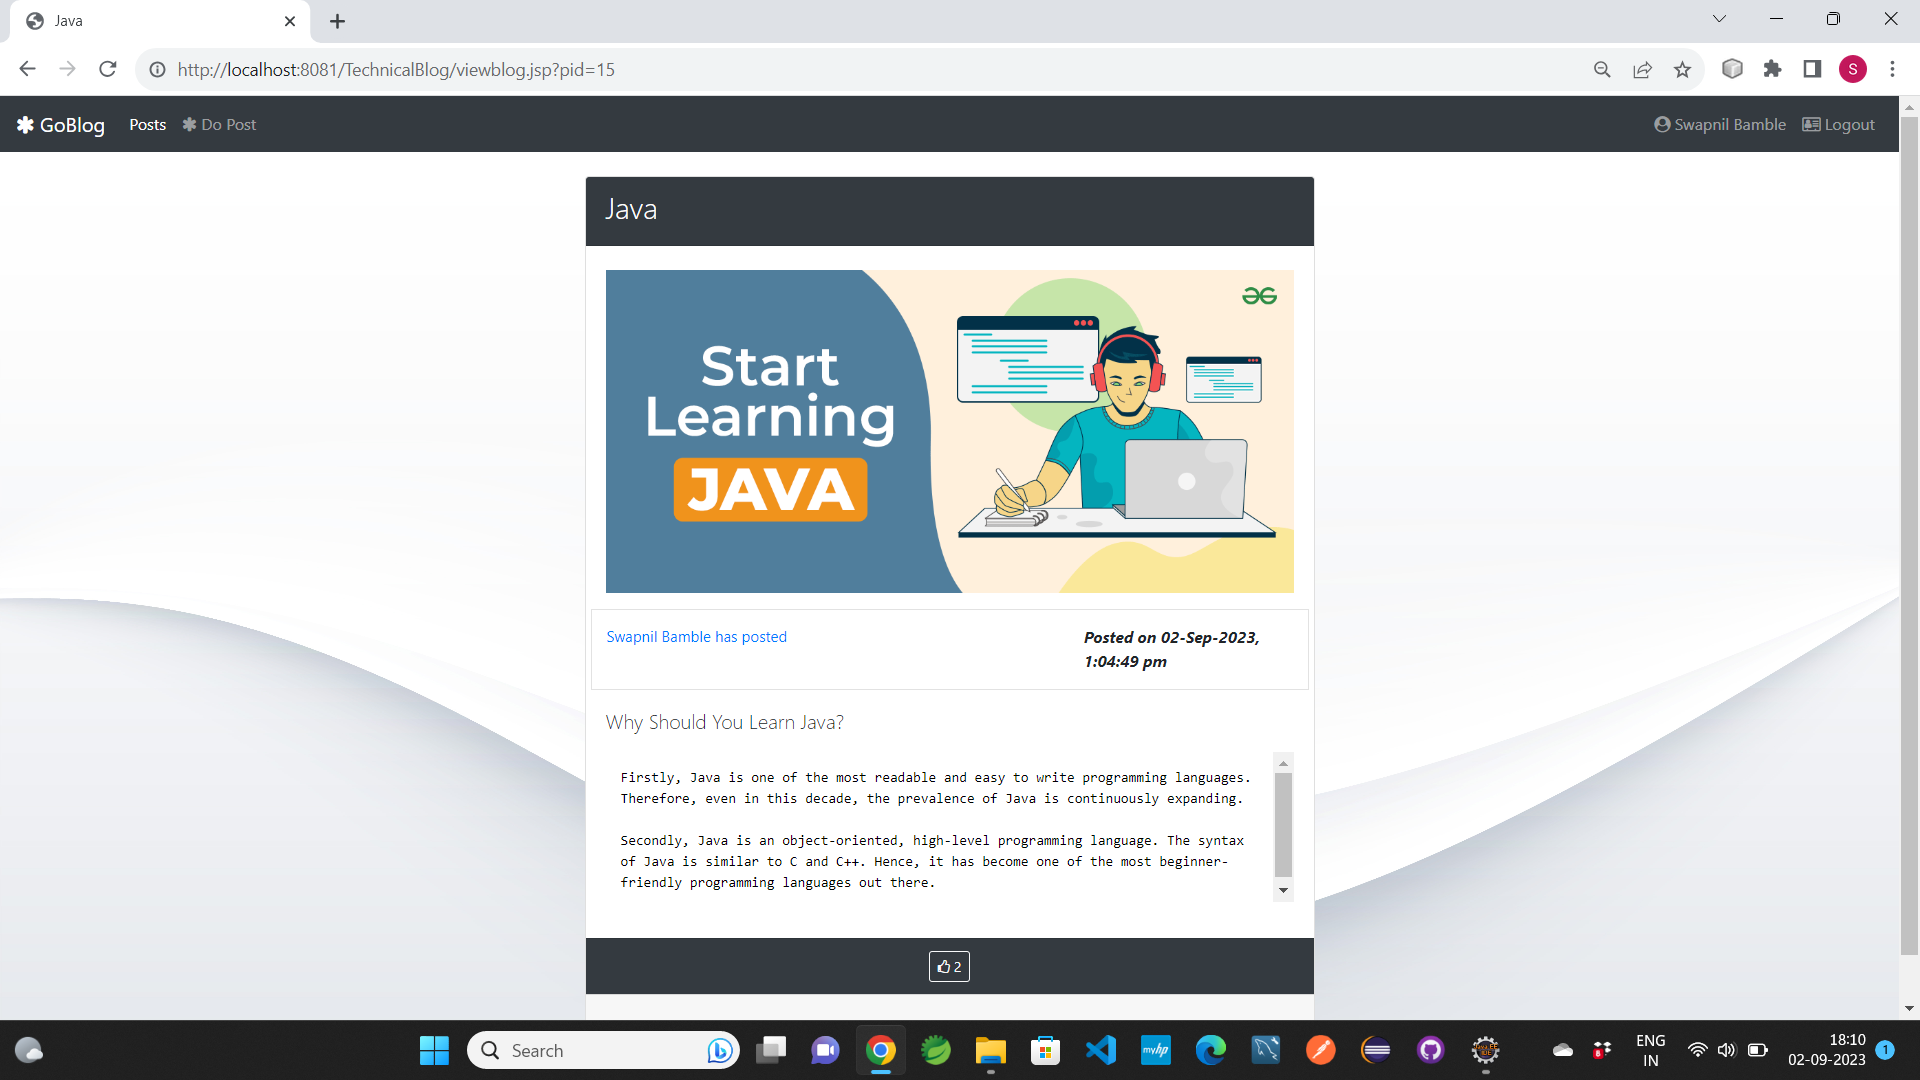 Java
http://localhost:8081/TechnicalBlog/viewblog.jsp?pid=15
S
GoBlog Posts Do Post Swapnil Bamble Logout
Java
Start
Learning
JAVA
Swapnil Bamble has posted
Posted on 02-Sep-2023,
1:04:49 pm
Why Should You Learn Java?
Firstly, Java is one of the most readable and easy to write programming languages.
Therefore, even in this decade, the prevalence of Java is continuously expanding.
Secondly, Java is an object-oriented, high-level programming language. The syntax
of Java is similar to C and C++. Hence, it has become one of the most beginner-
friendly programming languages out there.
2
Search
myhp
8
ENG
IN
18:10
02-09-2023
1